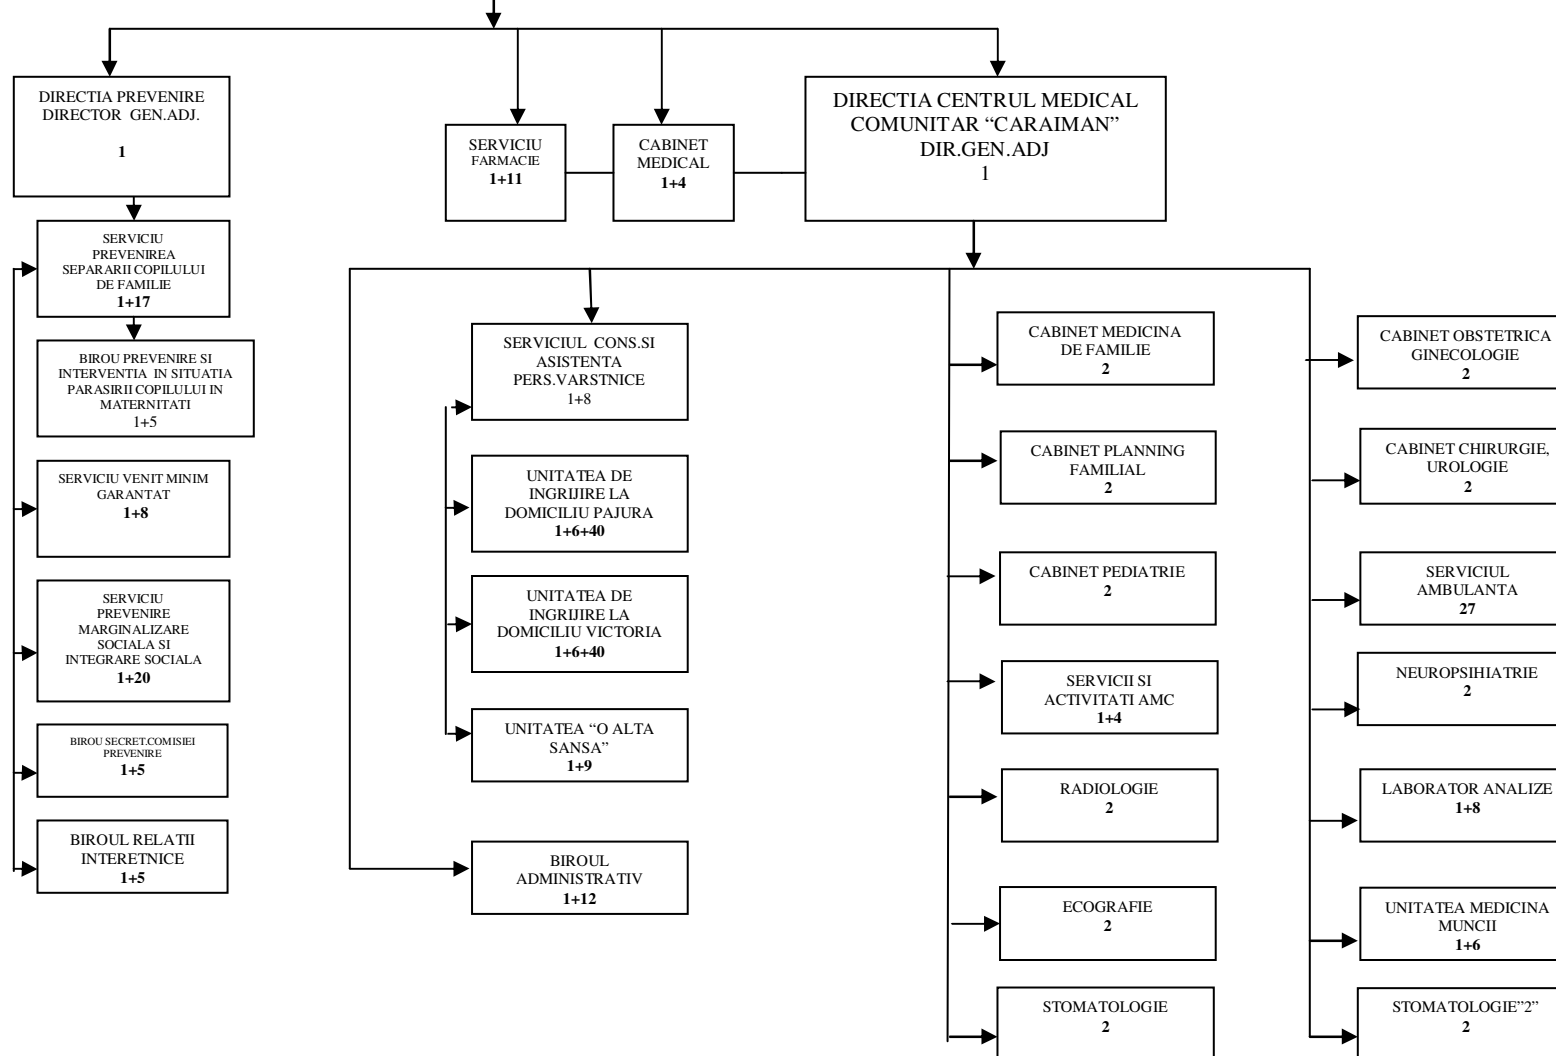 DIRECTIA PREVENIRE
DIRECTOR GEN.ADJ.
1
SERVICIU
FARMACIE
1+11
CABINET
MEDICAL
1+4
DIRECTIA CENTRUL MEDICAL
COMUNITAR “CARAIMAN”
DIR.GEN.ADJ
1
SERVICIU
PREVENIREA
SEPARARII COPILULUI
DE FAMILIE
1+17
BIROU PREVENIRE SI
INTERVENTIA IN SITUATIA
PARASIRII COPILULUI IN
MATERNITATI
1+5
SERVICIU VENIT MINIM
GARANTAT
1+8
SERVICIU
PREVENIRE
MARGINALIZARE
SOCIALA SI
INTEGRARE SOCIALA
1+20
BIROU SECRET.COMISIEI
PREVENIRE
1+5
BIROUL RELATII
INTERETNICE
1+5
SERVICIUL CONS.SI
ASISTENTA
PERS.VARSTNICE
1+8
UNITATEA DE
INGRIJIRE LA
DOMICILIU PAJURA
1+6+40
UNITATEA DE
INGRIJIRE LA
DOMICILIU VICTORIA
1+6+40
UNITATEA “O ALTA
SANSA”
1+9
BIROUL
ADMINISTRATIV
1+12
CABINET MEDICINA
DE FAMILIE
2
CABINET PLANNING
FAMILIAL
2
CABINET PEDIATRIE
2
SERVICII SI
ACTIVITATI AMC
1+4
RADIOLOGIE
2
ECOGRAFIE
2
STOMATOLOGIE
2
CABINET OBSTETRICA
GINECOLOGIE
2
CABINET CHIRURGIE,
UROLOGIE
2
SERVICIUL
AMBULANTA
27
NEUROPSIHIATRIE
2
LABORATOR ANALIZE
1+8
UNITATEA MEDICINA
MUNCII
1+6
STOMATOLOGIE”2”
2